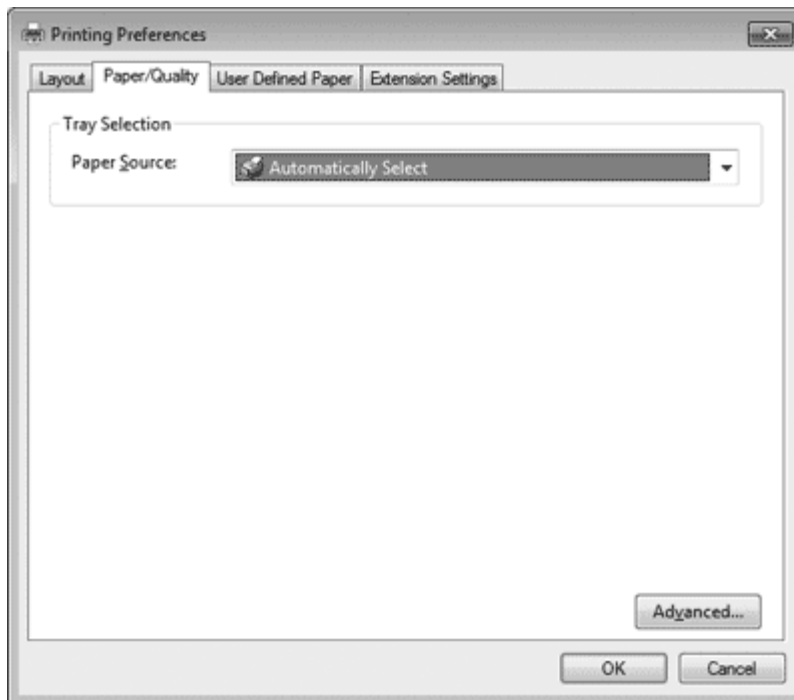 Printing Preferences
Layout Paper/Quality User Defined Paper Extension Settings
Tray Selection
Paper Source: Automatically Select
Advanced...
OK Cancel